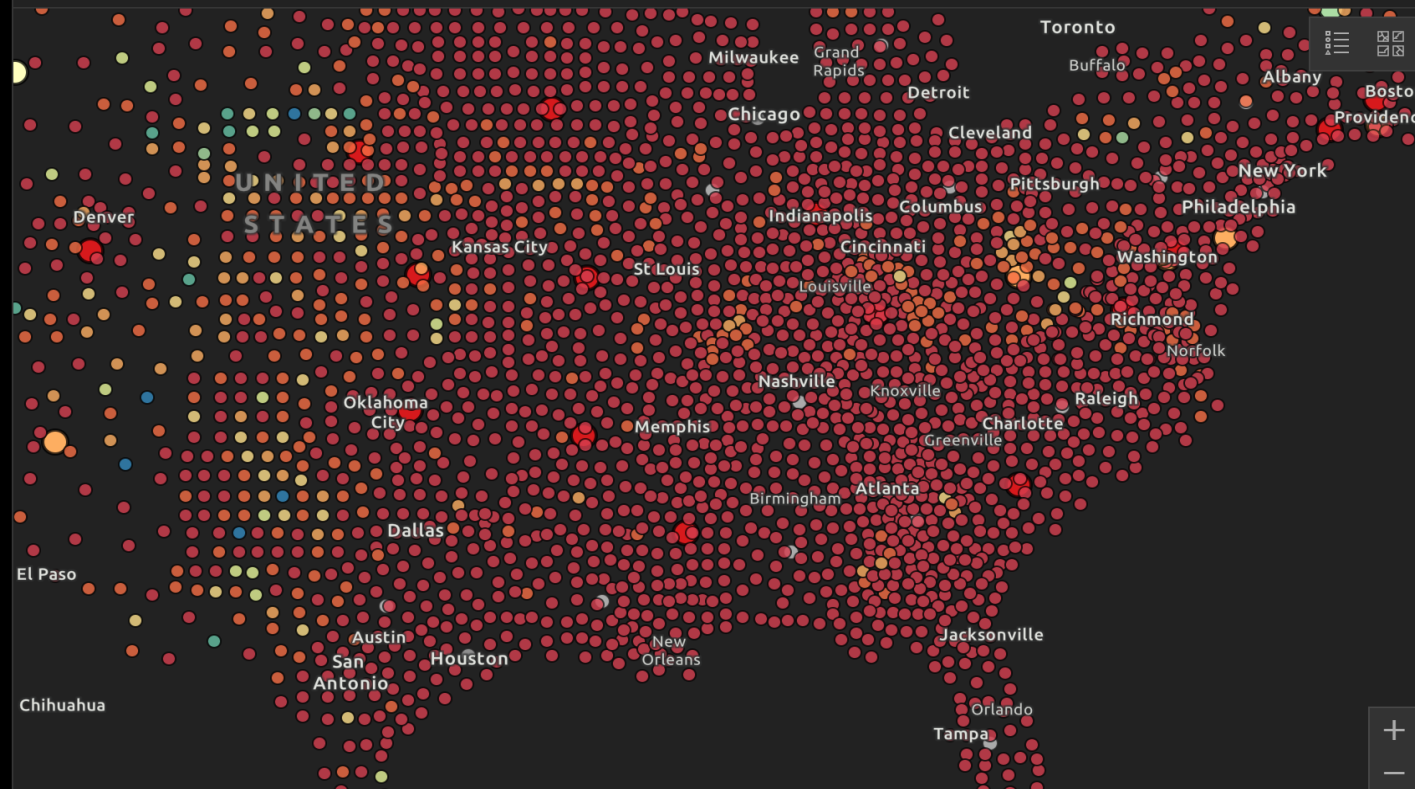 Toronto
Milwaukee
Grand
Rapids
Buffalo
Albany
Detroit
Bosto
Chicago
Providenc
Cleveland
New York
UNITED
Pittsburgh
Columbus
Philadelphia
Denver
Indianapolis
STATES
Kansas City
Cincinnati
Washington
St Louis
Louisville
Richmond
Norfolk
Nashville
Knoxville
Raleigh
Oklahoma
City
Memphis
Charlotte
Greenville
Atlanta
Birmingham
Dallas
El Paso
Austin
Jacksonville
New
Orleans
Houston
San
Antonio
Chihuahua
Orlando
Tampa